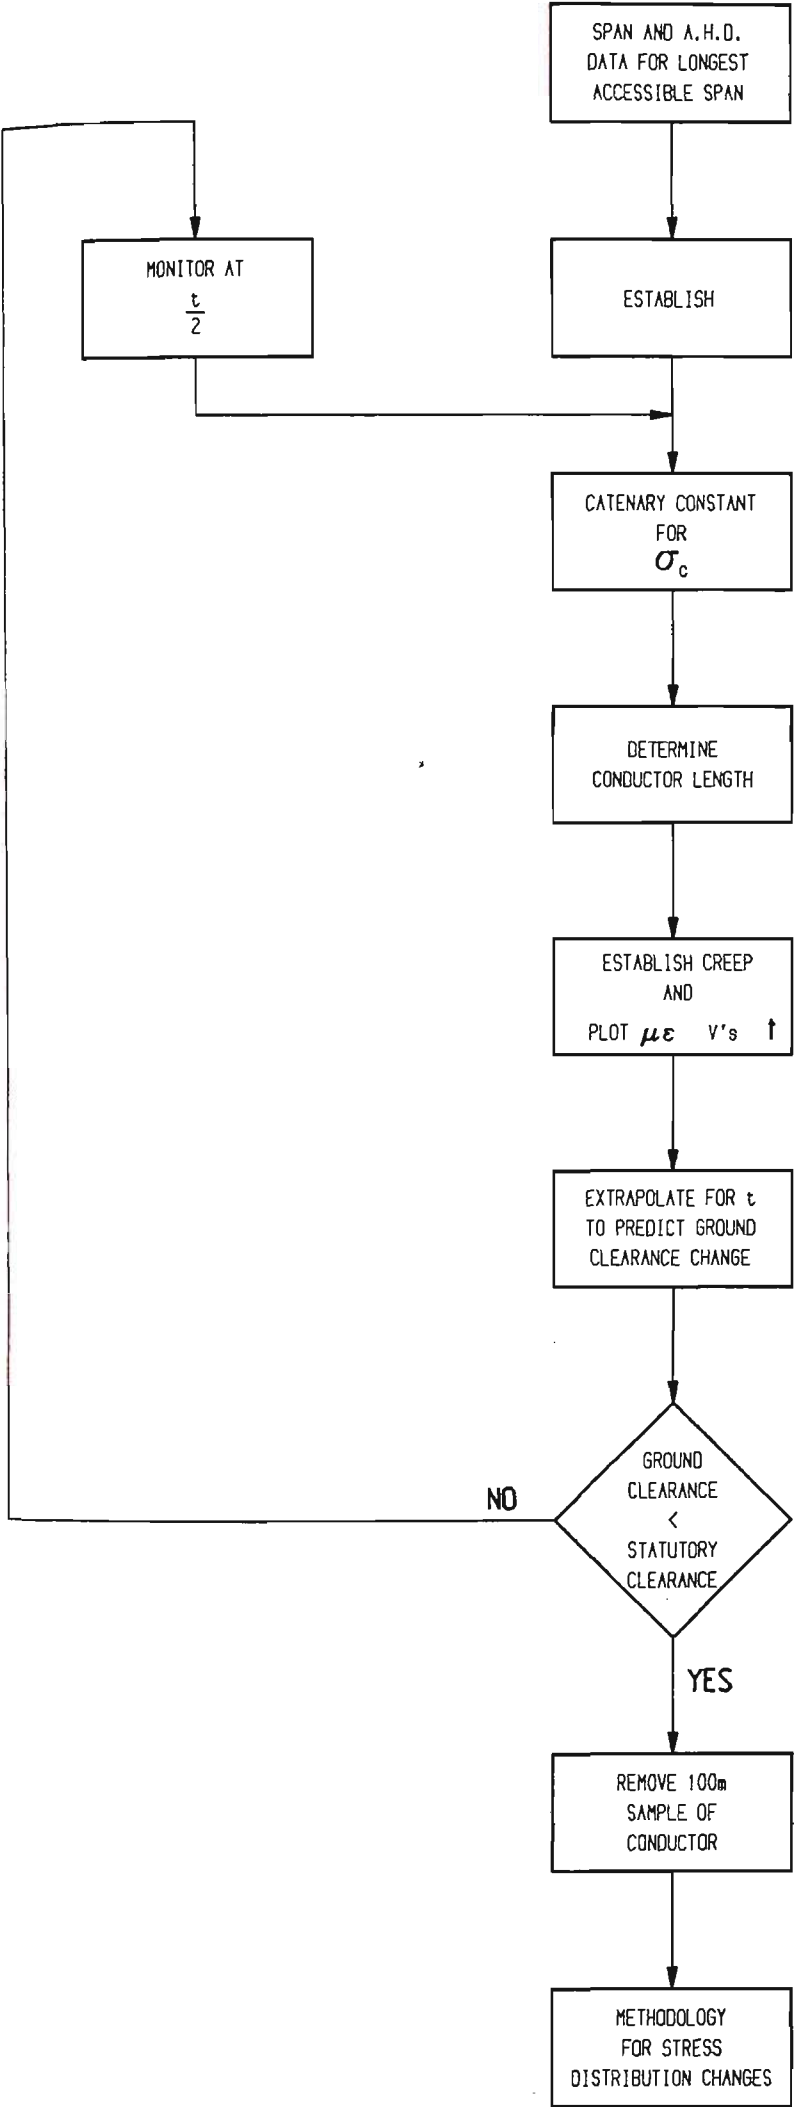 SPAN AND A.H.D.
DATA FOR LONGEST
ACCESSIBLE SPAN
MONITOR AT
t
2
ESTABLISH
CATENARY CONSTANT
FOR
σc
DETERMINE
CONDUCTOR LENGTH
ESTABLISH CREEP
AND
PLOT με V's t
EXTRAPOLATE FOR t
TO PREDICT GROUND
CLEARANCE CHANGE
GROUND
CLEARANCE
<
STATUTORY
CLEARANCE
NO
YES
REMOVE 100m
SAMPLE OF
CONDUCTOR
METHODOLOGY
FOR STRESS
DISTRIBUTION CHANGES